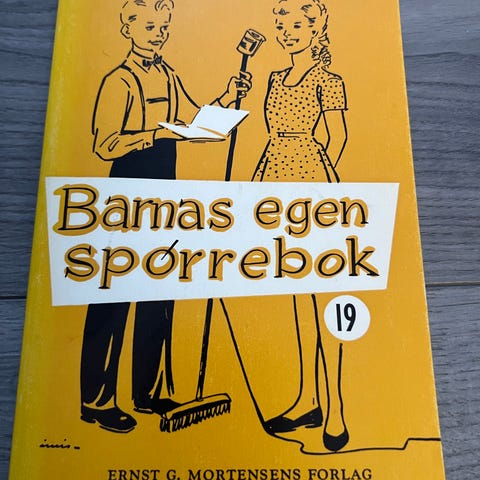 Barnas egen
spørrebok
19
ERNST G. MORTENSENS FORLAG